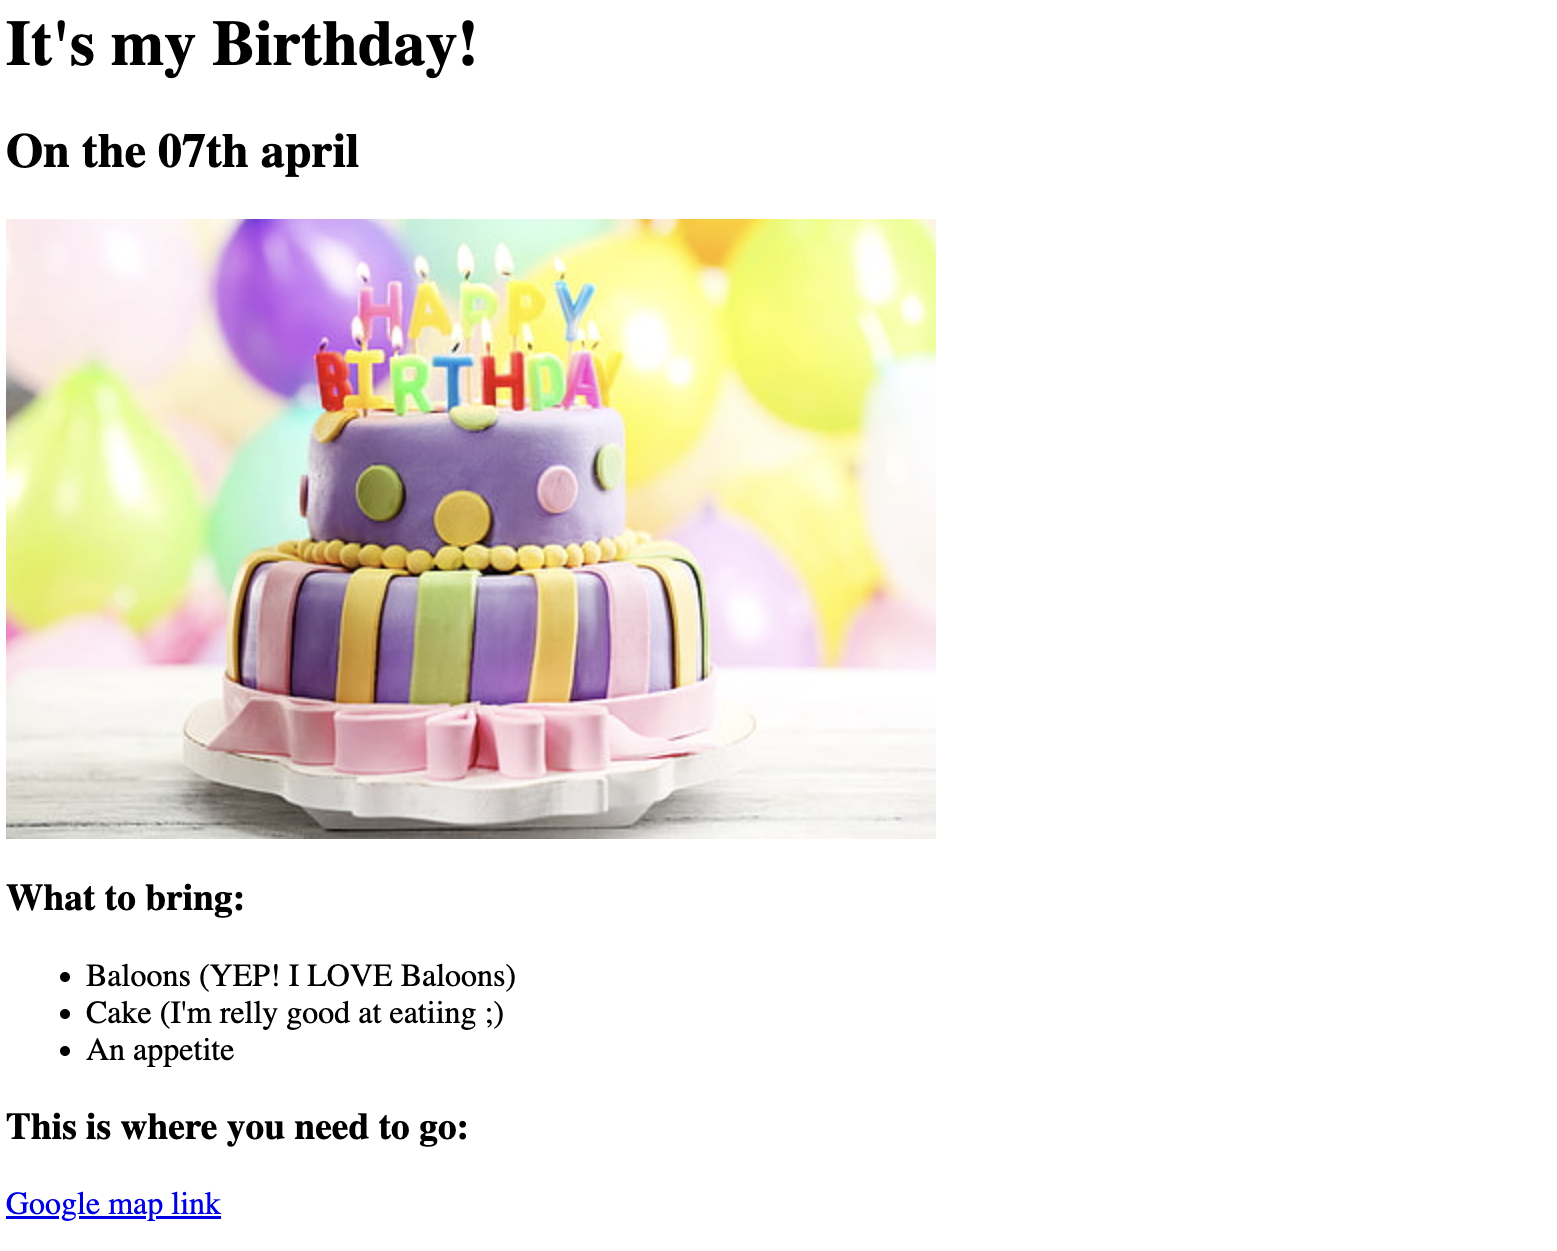 It's my Birthday!
On the 07th april
HAPPY
BIRTHDAY
What to bring:
Baloons (YEP! I LOVE Baloons)
Cake (I'm relly good at eatiing ;)
An appetite
This is where you need to go:
Google map link